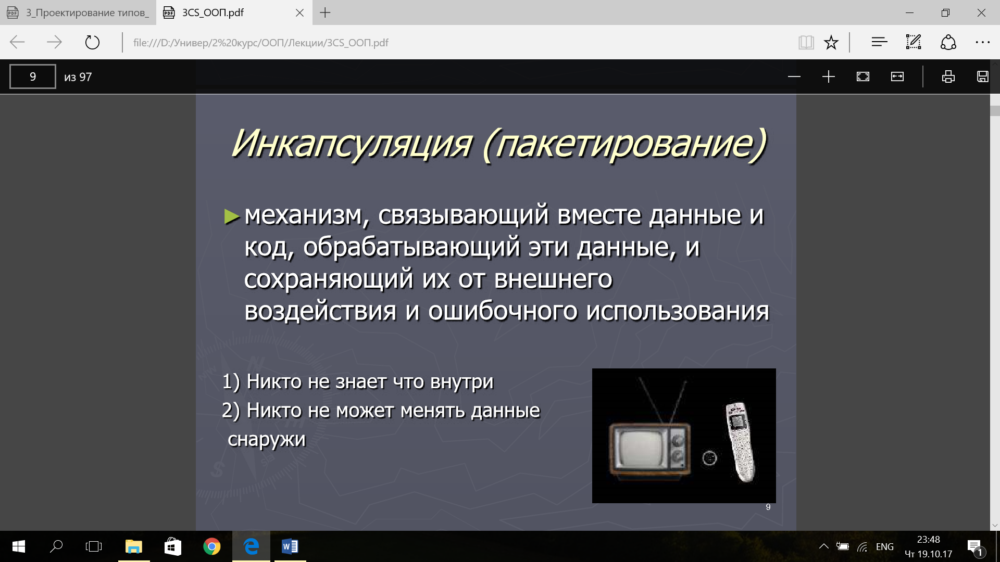 3_Проектирование типов_
3CS_ООП.pdf
file:///D:/Универ/2%20курс/ООП/Лекции/3CS_ООП.pdf
9 из 97
Инкапсуляция (пакетирование)
►механизм, связывающий вместе данные и
код, обрабатывающий эти данные, и
сохраняющий их от внешнего
воздействия и ошибочного использования
1) Никто не знает что внутри
2) Никто не может менять данные
снаружи
9
ENG
23:48
Чт 19.10.17
1